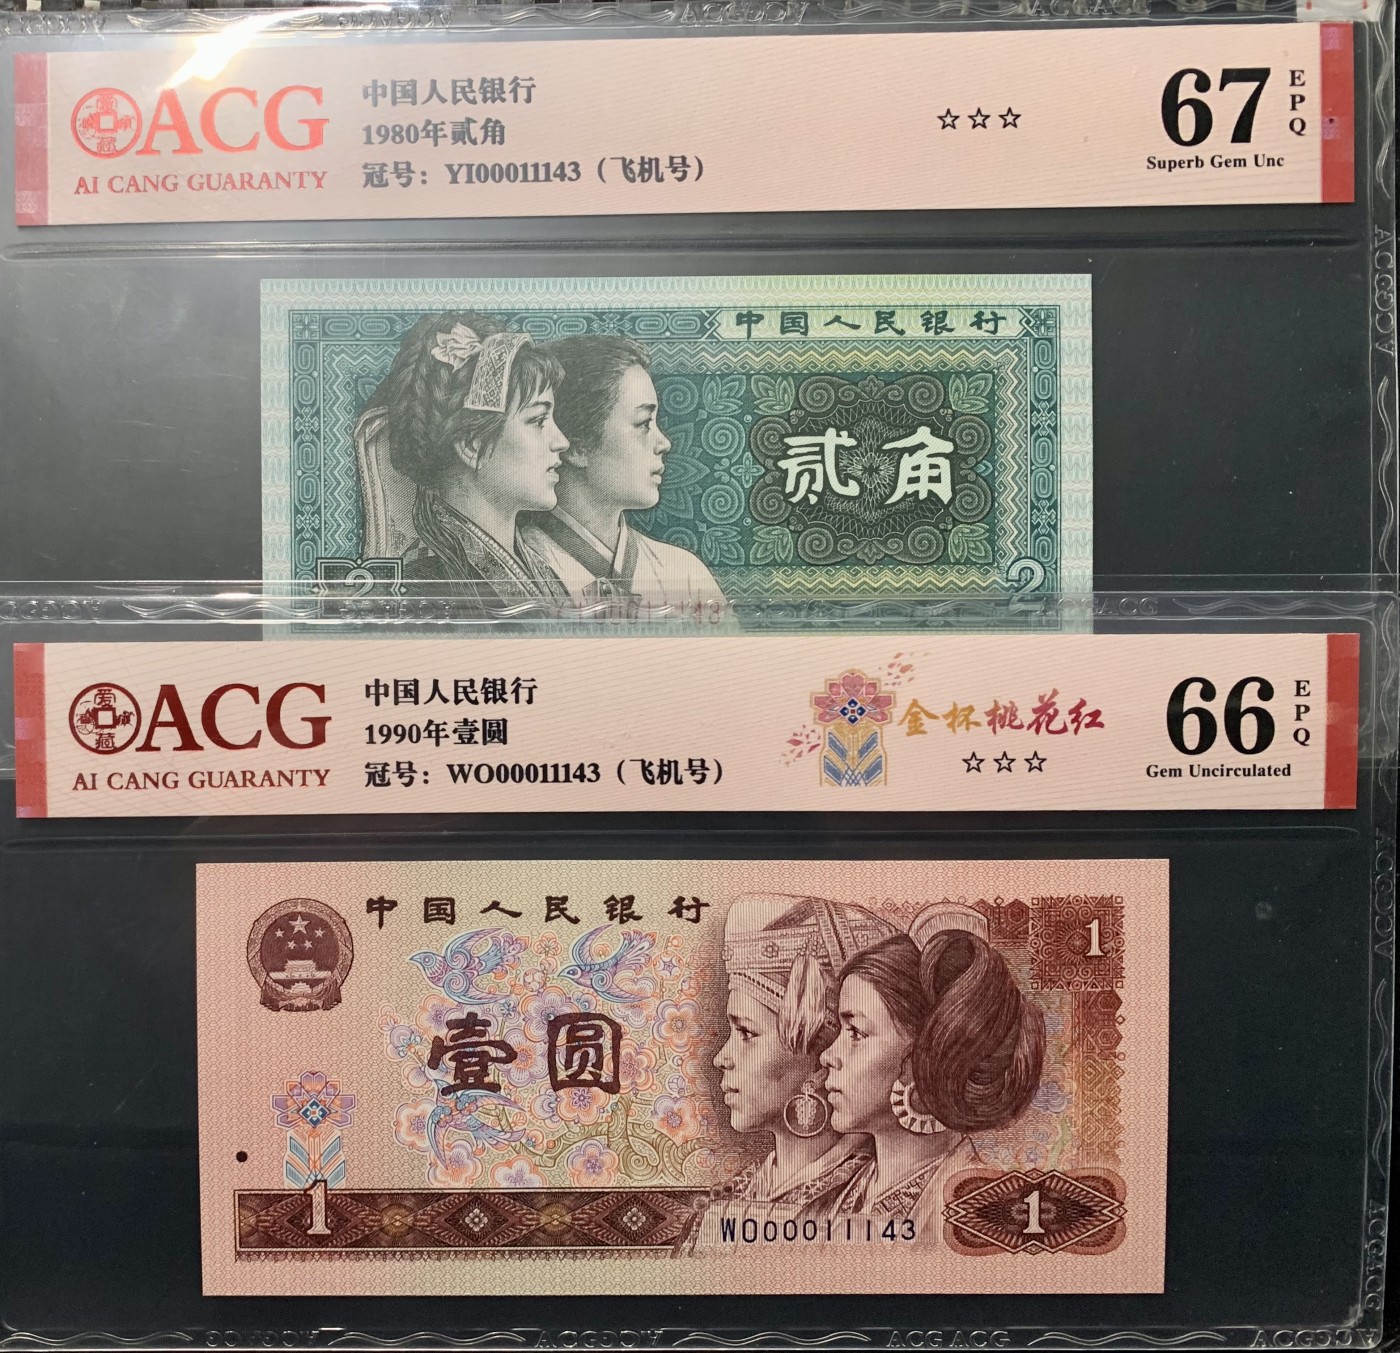 ACG
AI CANG GUARANTY
中国人民银行
1980年贰角
冠号：YI00011143（飞机号）
☆☆☆
67
EPQ
Superb Gem Unc
中国人民银行
贰角
2
2
ACG
AI CANG GUARANTY
中国人民银行
1990年壹圆
冠号：WO00011143（飞机号）
金杯桃花红
☆☆☆
66
EPQ
Gem Uncirculated
中国人民银行
1
壹圆
1
WO00011143
1
ACG ACG